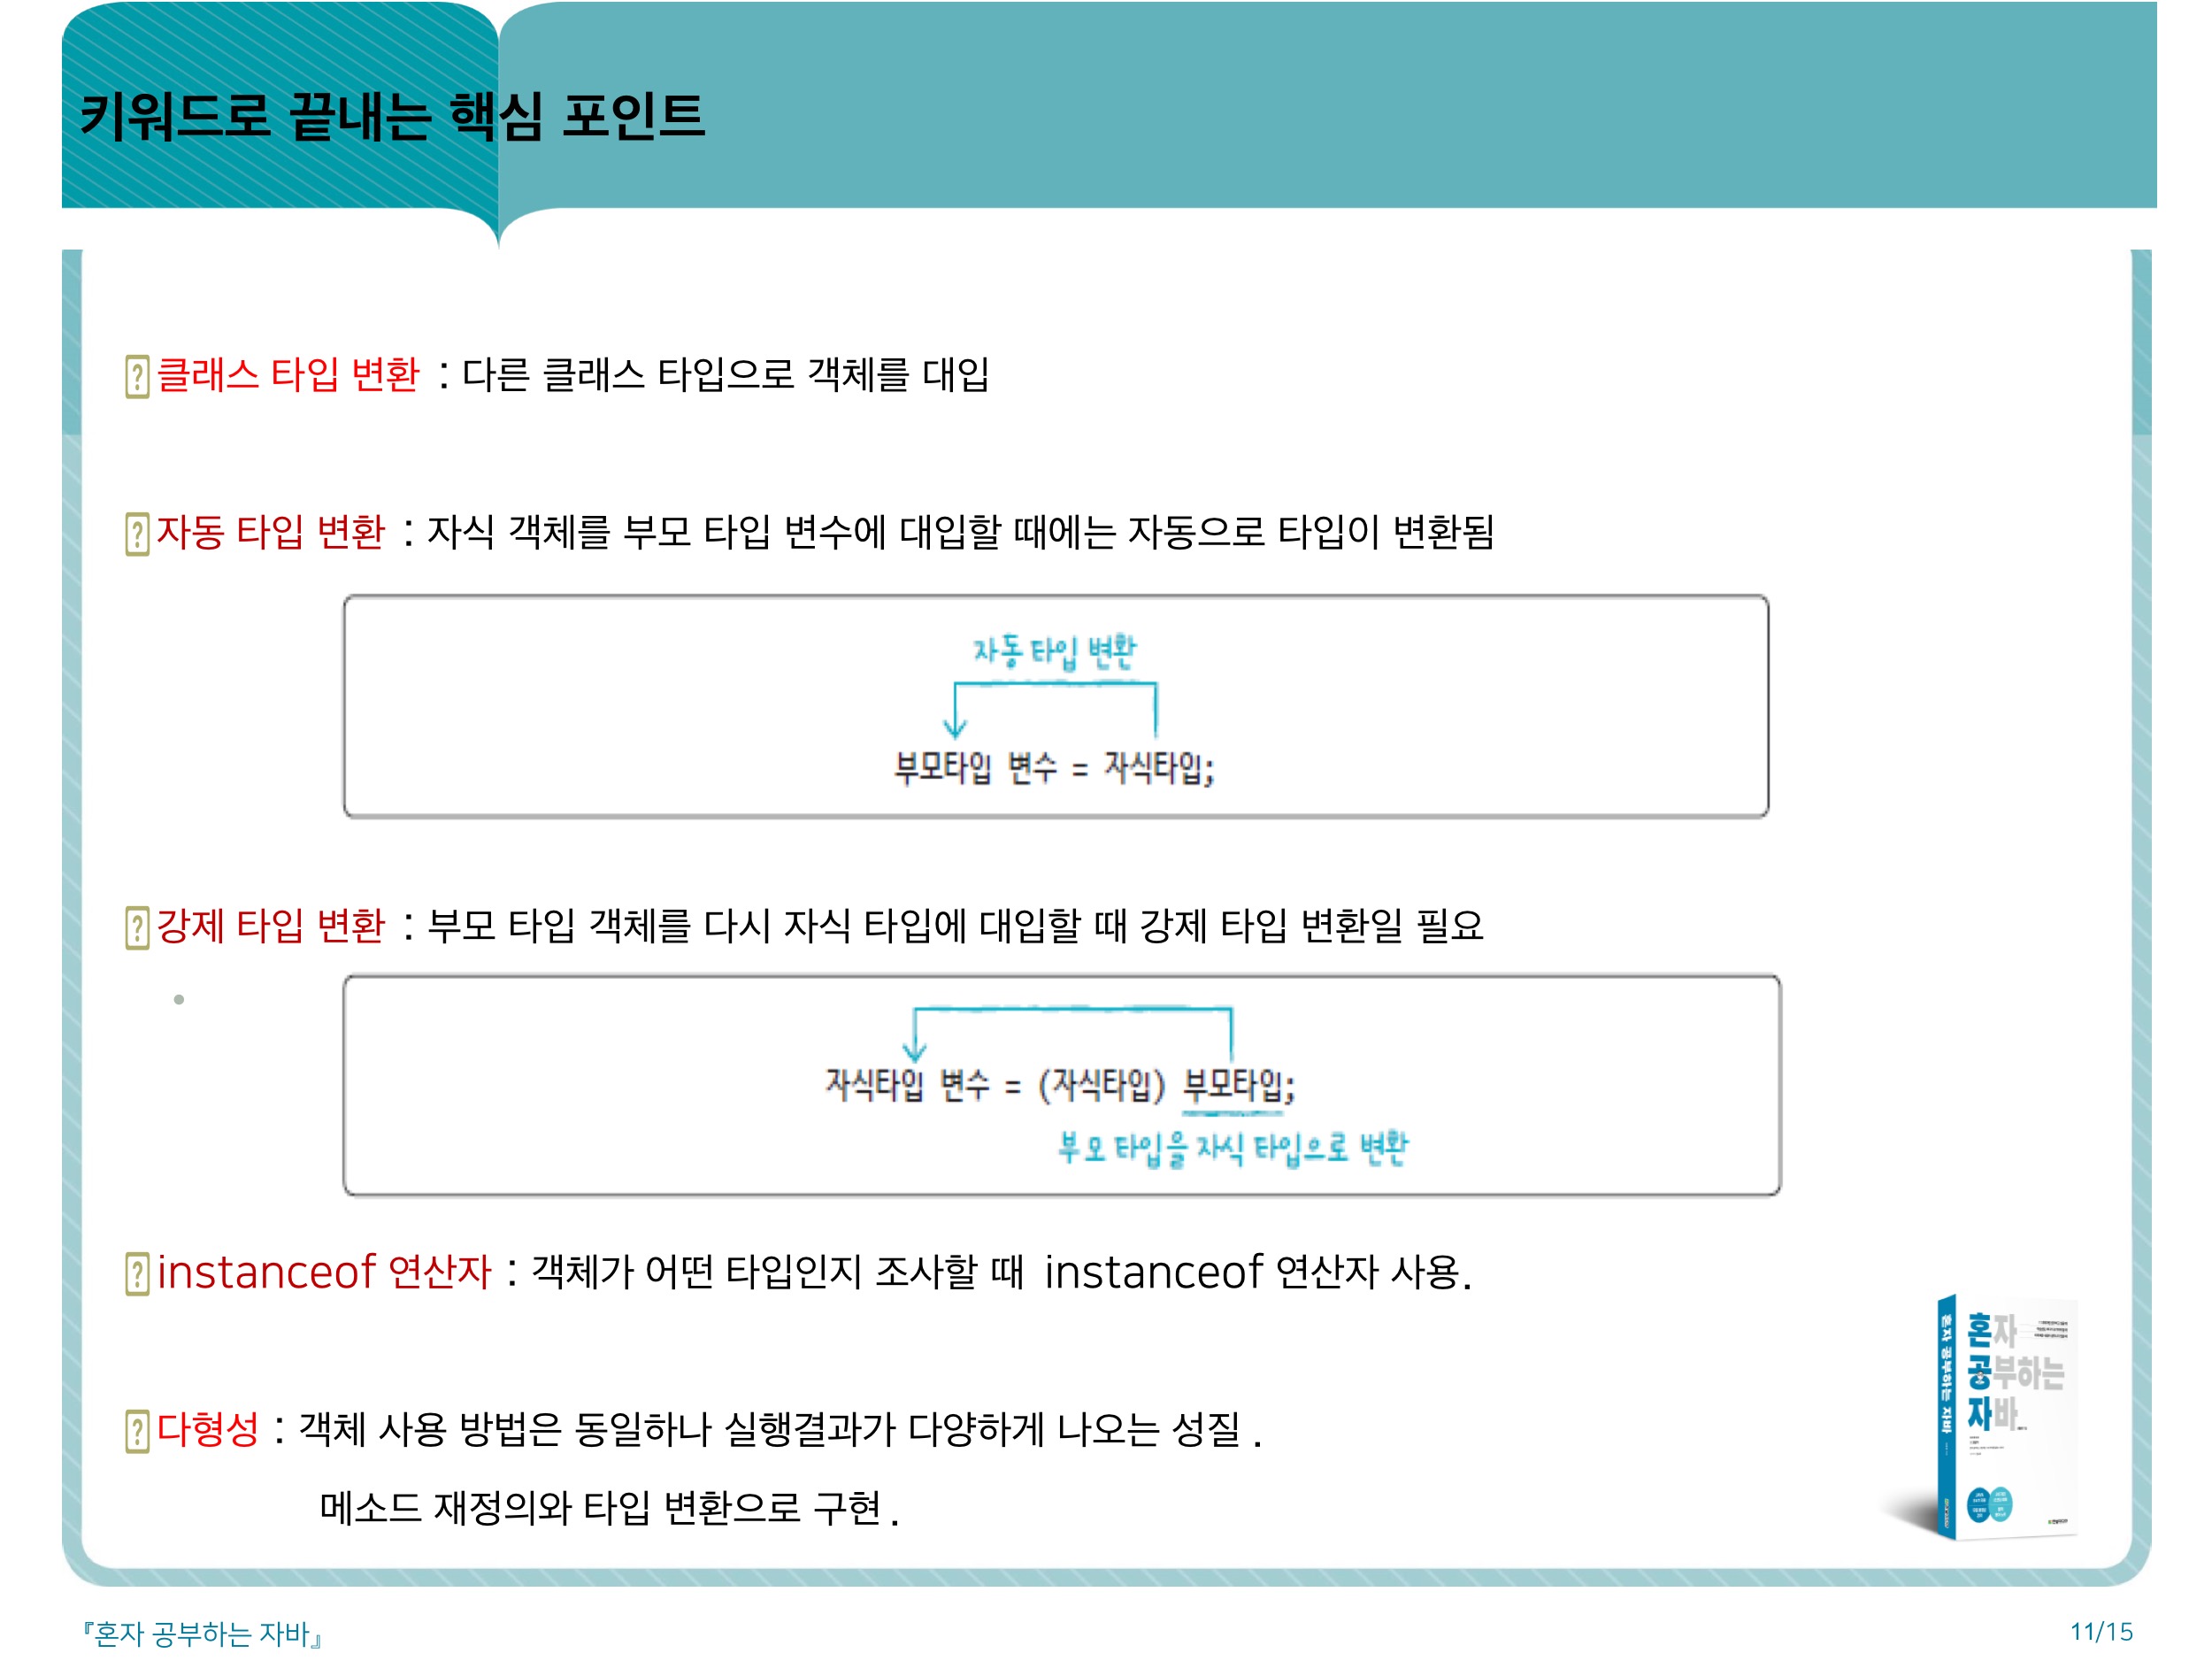 키워드로 끝내는 핵심 포인트
클래스 타입 변환 : 다른 클래스 타입으로 객체를 대입
자동 타입 변환 : 자식 객체를 부모 타입 변수에 대입할 때에는 자동으로 타입이 변환됨
자동 타입 변환
부모타입 변수 = 자식타입;
강제 타입 변환 : 부모 타입 객체를 다시 자식 타입에 대입할 때 강제 타입 변환일 필요
자식타입 변수 = (자식타입) 부모타입;
부모 타입을 자식 타입으로 변환
instanceof 연산자 : 객체가 어떤 타입인지 조사할 때 instanceof 연산자 사용.
다형성 : 객체 사용 방법은 동일하나 실행결과가 다양하게 나오는 성질 .
메소드 재정의와 타입 변환으로 구현 .
혼자 공부하는 자바
혼자
공부하는
자바
『혼자 공부하는 자바』
11/15